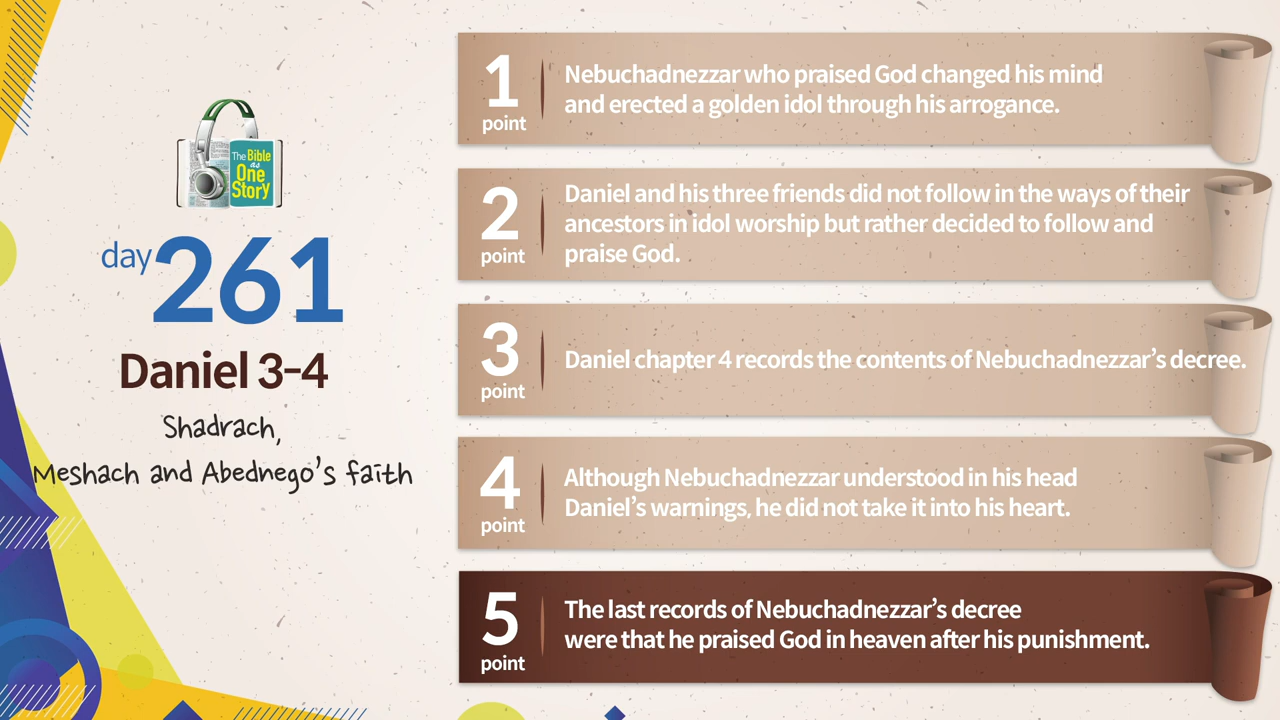 The Bible
as
One
Story
day 261
Daniel 3-4
Shadrach,
Meshach and Abednego's faith
1
point
Nebuchadnezzar who praised God changed his mind
and erected a golden idol through his arrogance.
2
point
Daniel and his three friends did not follow in the ways of their
ancestors in idol worship but rather decided to follow and
praise God.
3
point
Daniel chapter 4 records the contents of Nebuchadnezzar's decree.
4
point
Although Nebuchadnezzar understood in his head
Daniel's warnings, he did not take it into his heart.
5
point
The last records of Nebuchadnezzar's decree
were that he praised God in heaven after his punishment.